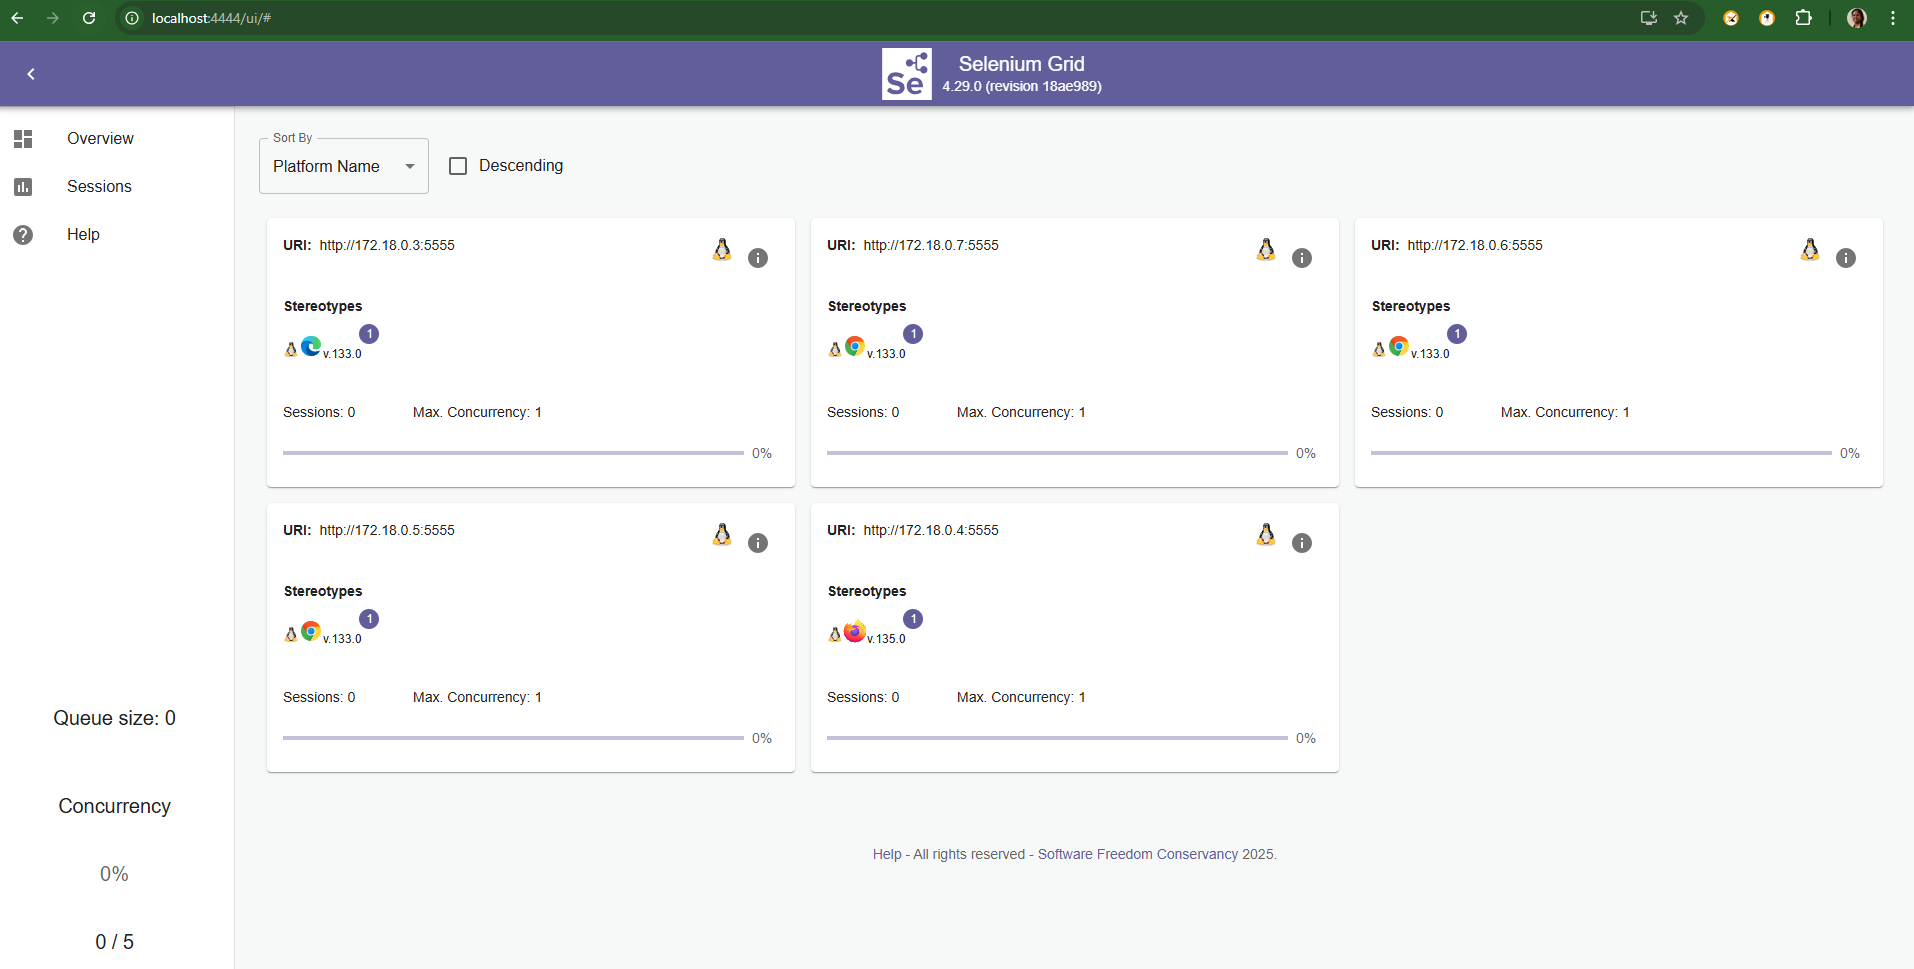 localhost:4444/ui/#
Se
Selenium Grid
4.29.0 (revision 18ae989)
Overview
Sessions
Help
Queue size: 0
Concurrency
0%
0 / 5
Sort By
Platform Name
Descending
URI: http://172.18.0.3:5555
Stereotypes
1
v.133.0
Sessions: 0 Max. Concurrency: 1
0%
URI: http://172.18.0.7:5555
Stereotypes
1
v.133.0
Sessions: 0 Max. Concurrency: 1
0%
URI: http://172.18.0.6:5555
Stereotypes
1
v.133.0
Sessions: 0 Max. Concurrency: 1
0%
URI: http://172.18.0.5:5555
Stereotypes
1
v.133.0
Sessions: 0 Max. Concurrency: 1
0%
URI: http://172.18.0.4:5555
Stereotypes
1
v.135.0
Sessions: 0 Max. Concurrency: 1
0%
Help - All rights reserved - Software Freedom Conservancy 2025.